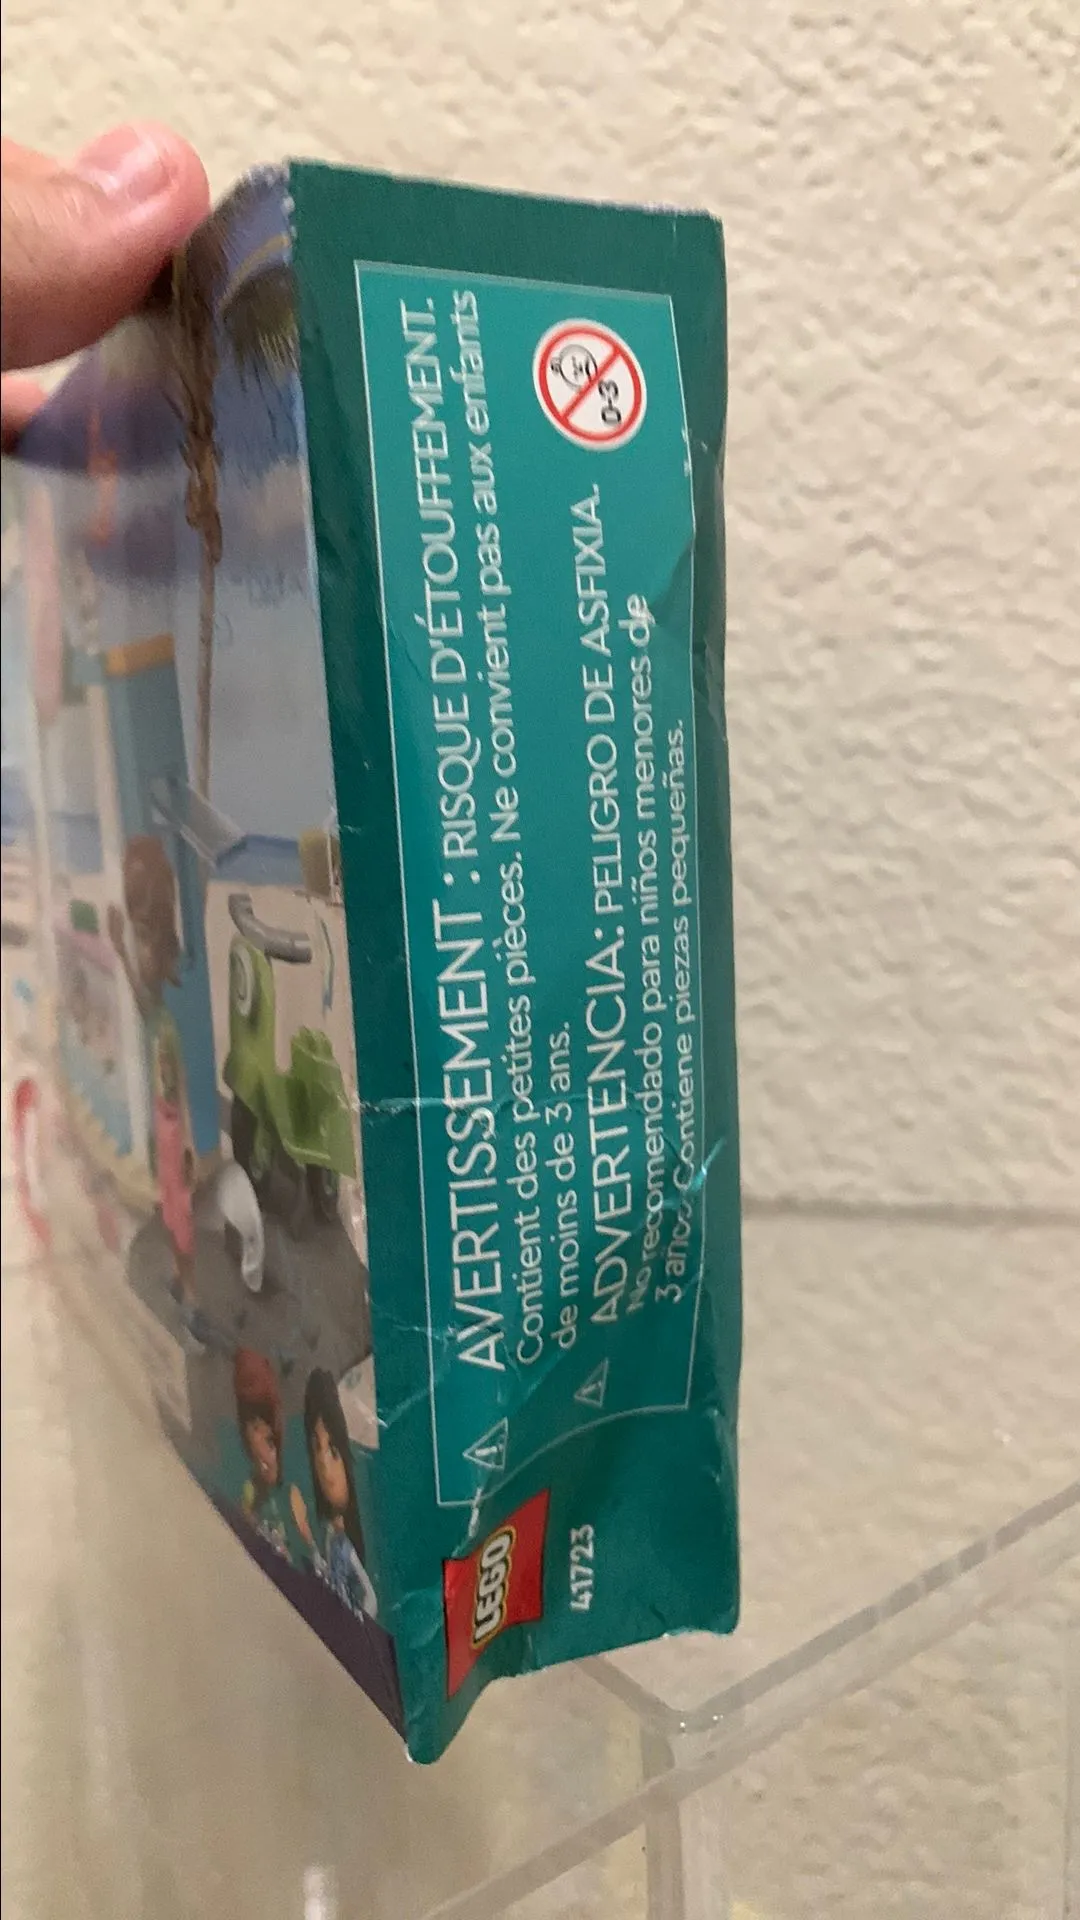 ⚠ AVERTISSEMENT : RISQUE D'ÉTOUFFEMENT.
Contient des petites pièces. Ne convient pas aux enfants
de moins de 3 ans.
⚠ ADVERTENCIA: PELIGRO DE ASFIXIA.
No recomendado para niños menores de
3 años. Contiene piezas pequeñas.
0-3
LEGO
41723